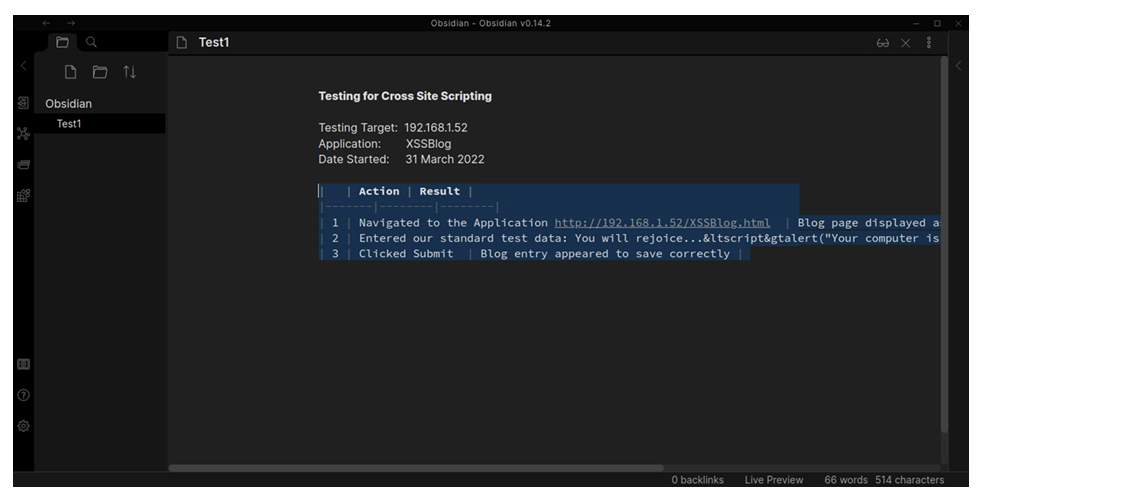 Obsidian - Obsidian v0.14.2
Test1
Obsidian
Test1
Testing for Cross Site Scripting
Testing Target: 192.168.1.52
Application: XSSBlog
Date Started: 31 March 2022
| | Action | Result |
|-------|--------|--------|
| 1 | Navigated to the Application http://192.168.1.52/XSSBlog.html | Blog page displayed a
| 2 | Entered our standard test data: You will rejoice...&ltscript&gtalert("Your computer is
| 3 | Clicked Submit | Blog entry appeared to save correctly |
0 backlinks Live Preview 66 words 514 characters